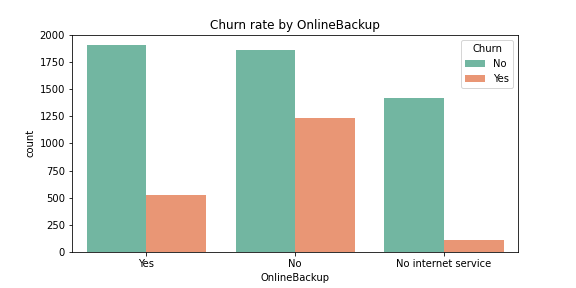 Churn rate by OnlineBackup
2000
1750
1500
1250
1000
750
500
250
0
count
Churn
No
Yes
Yes
No
No internet service
OnlineBackup